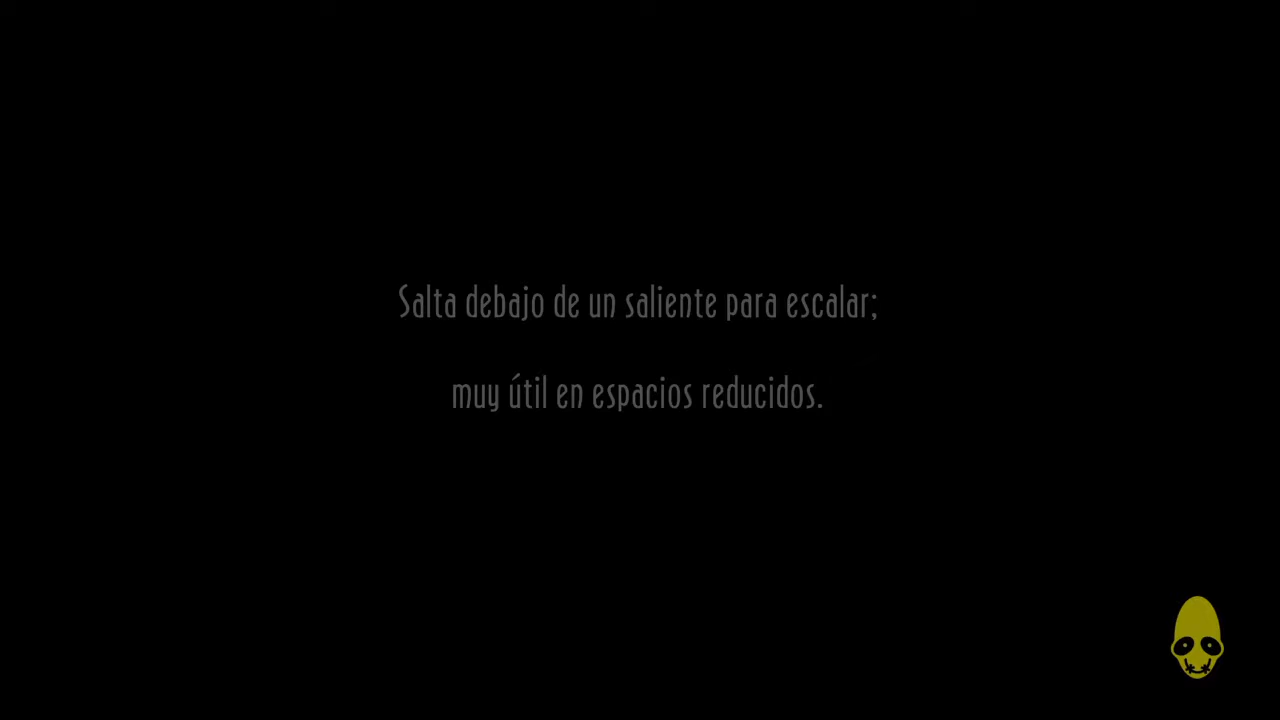 Salta debajo de un saliente para escalar;
muy útil en espacios reducidos.